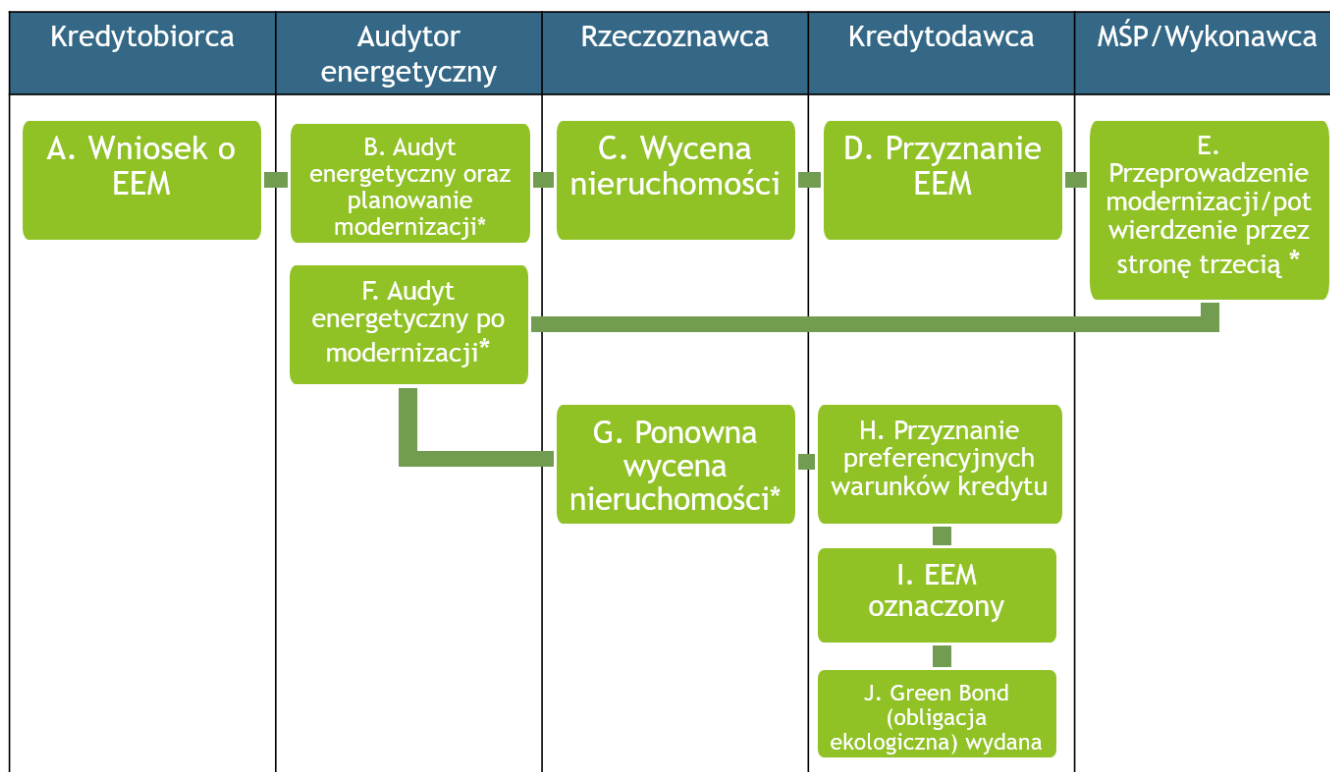 Kredytobiorca
Audytor
energetyczny
Rzeczoznawca
Kredytodawca
MŚP/Wykonawca
A. Wniosek o
EEM
B. Audyt
energetyczny oraz
planowanie
modernizacji*
C. Wycena
nieruchomości
D. Przyznanie
EEM
E.
Przeprowadzenie
modernizacji/pot
wierdzenie przez
stronę trzecią *
F. Audyt
energetyczny po
modernizacji*
G. Ponowna
wycena
nieruchomości*
H. Przyznanie
preferencyjnych
warunków kredytu
I. EEM
oznaczony
J. Green Bond
(obligacja
ekologiczna) wydana